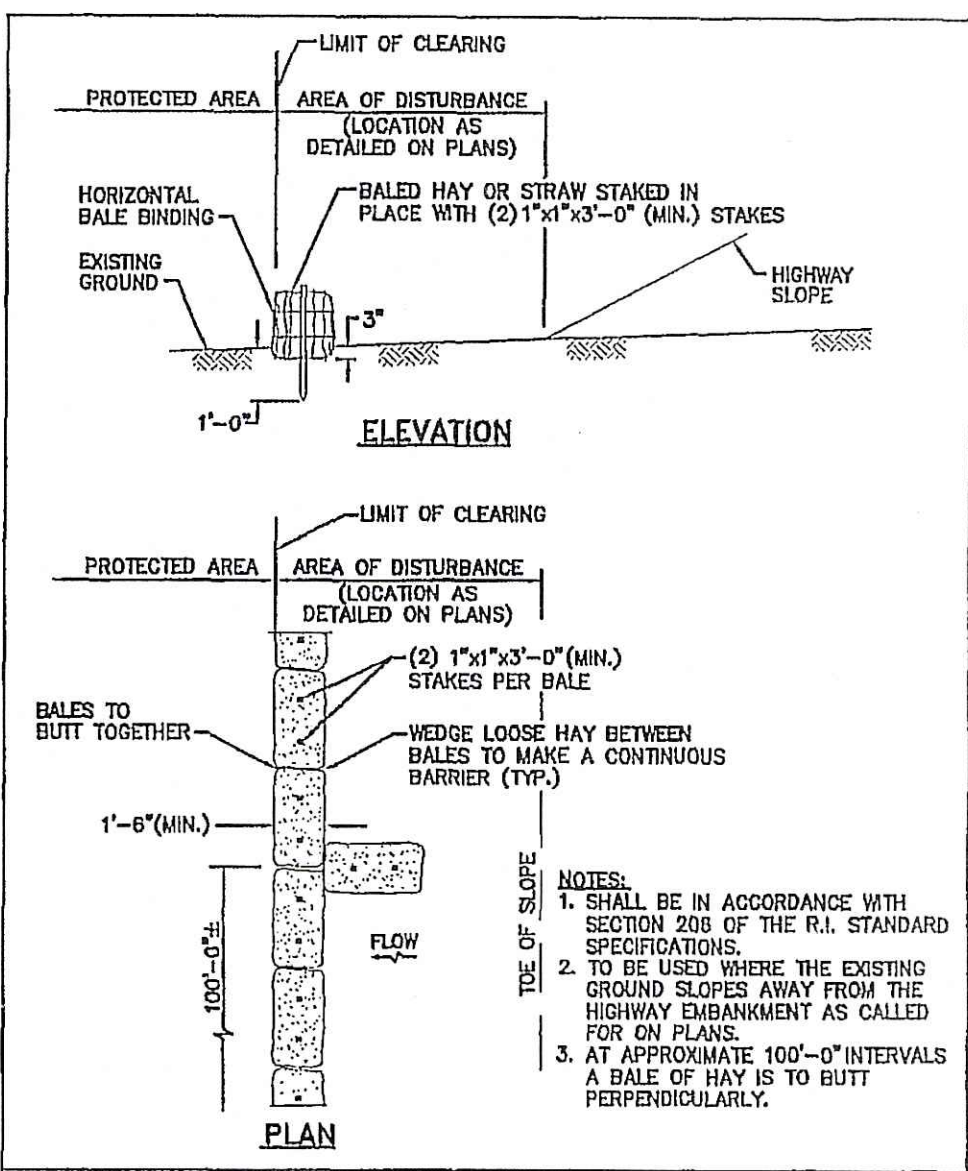 LIMIT OF CLEARING
PROTECTED AREA
AREA OF DISTURBANCE
(LOCATION AS
DETAILED ON PLANS)
HORIZONTAL
BALE BINDING
BALED HAY OR STRAW STAKED IN
PLACE WITH (2) 1"x1"x3'-0" (MIN.) STAKES
EXISTING
GROUND
HIGHWAY
SLOPE
3"
1'-0"
ELEVATION
LIMIT OF CLEARING
PROTECTED AREA
AREA OF DISTURBANCE
(LOCATION AS
DETAILED ON PLANS)
(2) 1"x1"x3'-0"(MIN.)
STAKES PER BALE
BALES TO
BUTT TOGETHER
WEDGE LOOSE HAY BETWEEN
BALES TO MAKE A CONTINUOUS
BARRIER (TYP.)
1'-6"(MIN.)
100'-0"±
FLOW
TOE OF SLOPE
NOTES:
1. SHALL BE IN ACCORDANCE WITH
SECTION 206 OF THE R.I. STANDARD
SPECIFICATIONS.
2. TO BE USED WHERE THE EXISTING
GROUND SLOPES AWAY FROM THE
HIGHWAY EMBANKMENT AS CALLED
FOR ON PLANS.
3. AT APPROXIMATE 100'-0" INTERVALS
A BALE OF HAY IS TO BUTT
PERPENDICULARLY.
PLAN